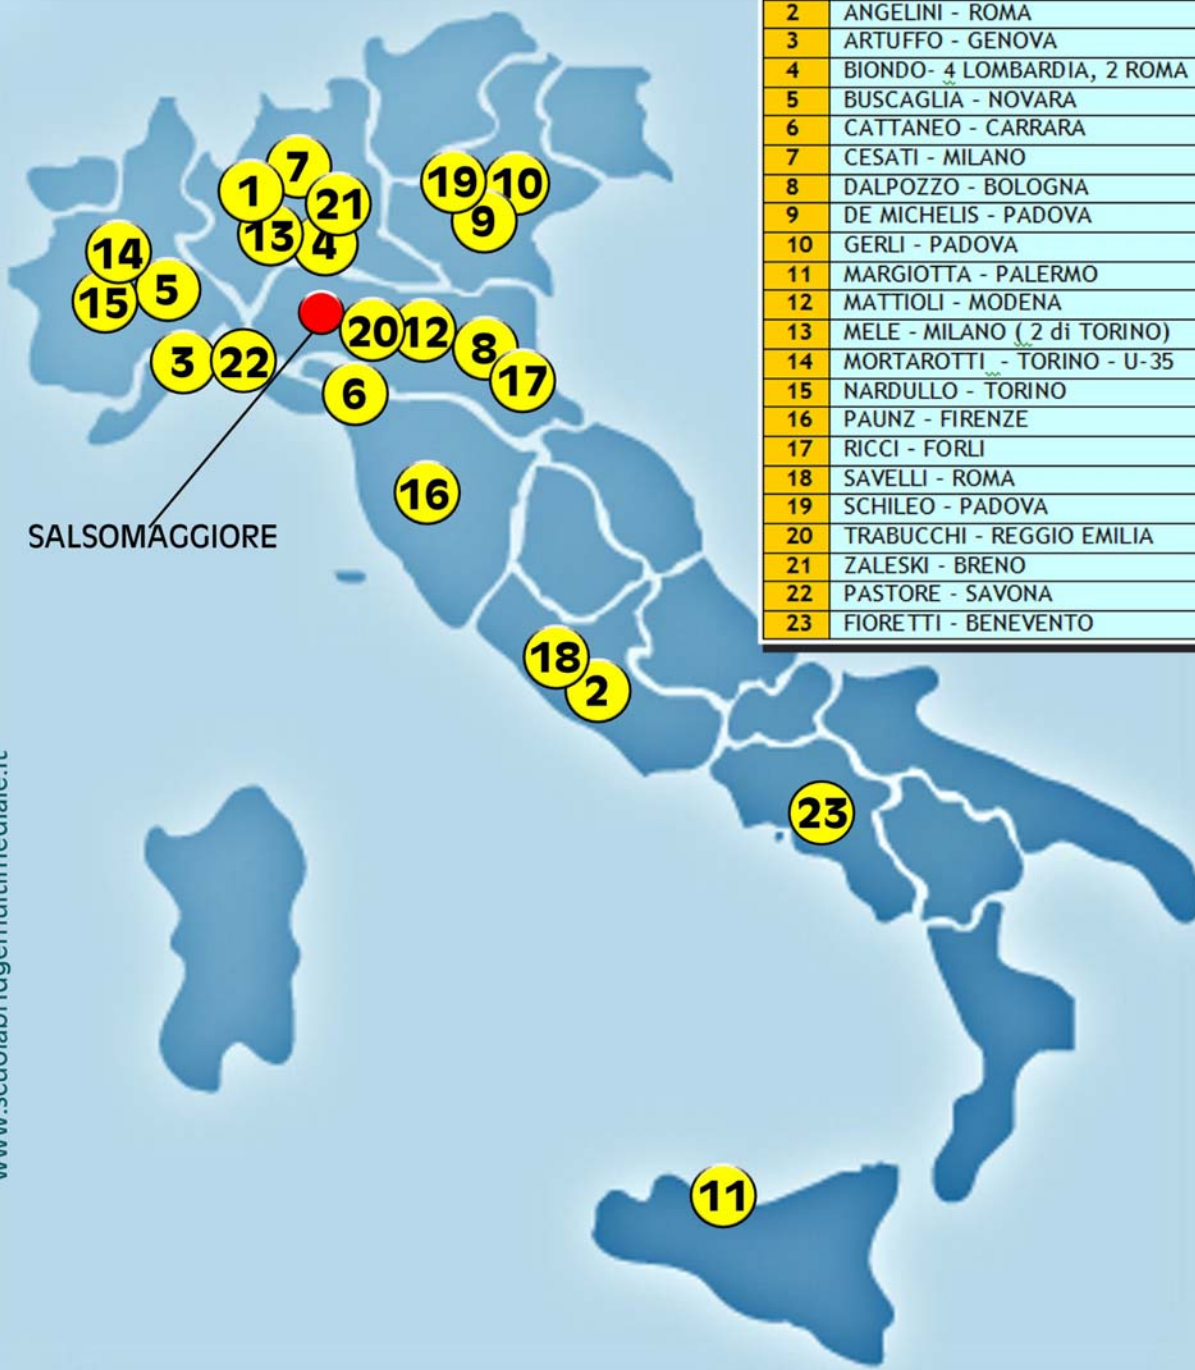 2 ANGELINI - ROMA
3 ARTUFFO - GENOVA
4 BIONDO- 4 LOMBARDIA, 2 ROMA
5 BUSCAGLIA - NOVARA
6 CATTANEO - CARRARA
7 CESATI - MILANO
8 DALPOZZO - BOLOGNA
9 DE MICHELIS - PADOVA
10 GERLI - PADOVA
11 MARGIOTTA - PALERMO
12 MATTIOLI - MODENA
13 MELE - MILANO ( 2 di TORINO)
14 MORTAROTTI - TORINO - U-35
15 NARDULLO - TORINO
16 PAUNZ - FIRENZE
17 RICCI - FORLI
18 SAVELLI - ROMA
19 SCHILEO - PADOVA
20 TRABUCCHI - REGGIO EMILIA
21 ZALESKI - BRENO
22 PASTORE - SAVONA
23 FIORETTI - BENEVENTO
7
1
21
13
4
19
10
9
14
5
15
20
12
8
17
3
22
6
16
SALSOMAGGIORE
18
2
23
11
www.scuolabridgemultimediale.it